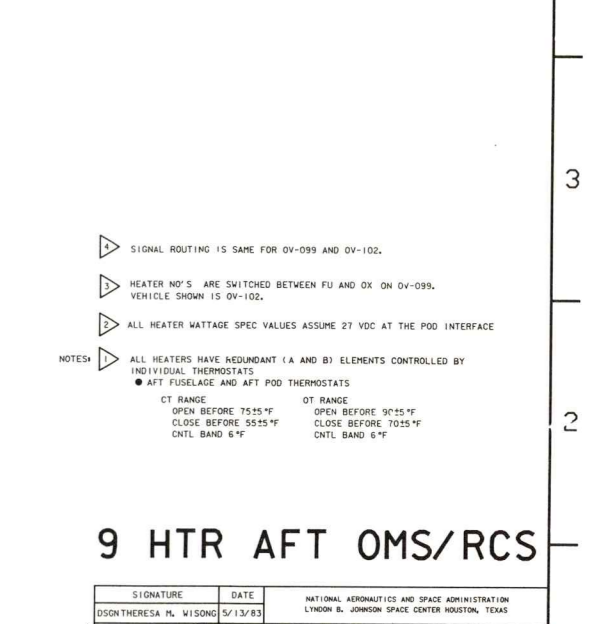 3
4 SIGNAL ROUTING IS SAME FOR OV-099 AND OV-102.
3 HEATER NO'S ARE SWITCHED BETWEEN FU AND OX ON OV-099.
VEHICLE SHOWN IS OV-102.
2 ALL HEATER WATTAGE SPEC VALUES ASSUME 27 VDC AT THE POD INTERFACE
NOTES: 1 ALL HEATERS HAVE REDUNDANT (A AND B) ELEMENTS CONTROLLED BY
INDIVIDUAL THERMOSTATS
● AFT FUSELAGE AND AFT POD THERMOSTATS
CT RANGE OT RANGE
OPEN BEFORE 75±5 °F OPEN BEFORE 90±5 °F
CLOSE BEFORE 55±5 °F CLOSE BEFORE 70±5 °F
CNTL BAND 6 °F CNTL BAND 6 °F
2
9 HTR AFT OMS/RCS
SIGNATURE DATE NATIONAL AERONAUTICS AND SPACE ADMINISTRATION
LYNDON B. JOHNSON SPACE CENTER HOUSTON, TEXAS
DSGN THERESA M. WISONG 5/13/83